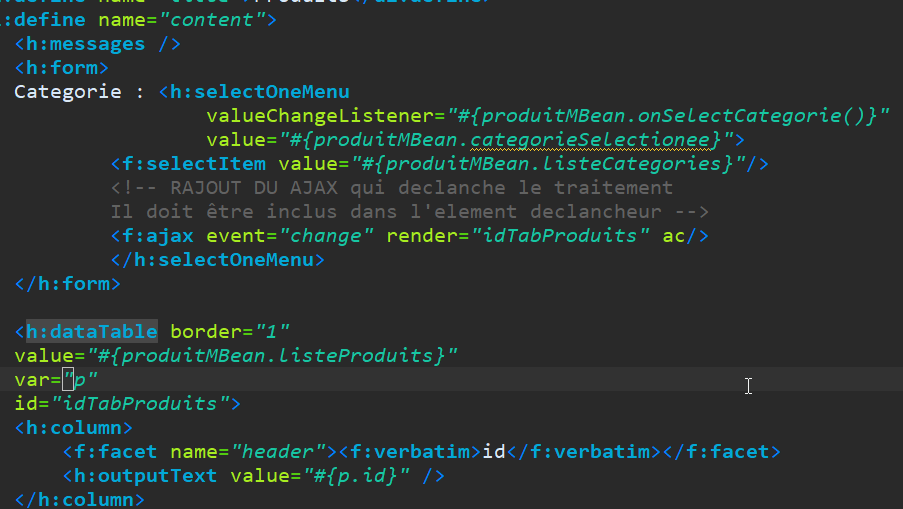 :define name="content">
<h:messages />
<h:form>
Categorie : <h:selectOneMenu
valueChangeListener="#{produitMBean.onSelectCategorie()}"
value="#{produitMBean.categorieSelectionee}">
<f:selectItem value="#{produitMBean.listeCategories}"/>
<!-- RAJOUT DU AJAX qui declanche le traitement
Il doit être inclus dans l'element declancheur -->
<f:ajax event="change" render="idTabProduits" ac/>
</h:selectOneMenu>
</h:form>
<h:dataTable border="1"
value="#{produitMBean.listeProduits}"
var="p"
id="idTabProduits">
<h:column>
<f:facet name="header"><f:verbatim>id</f:verbatim></f:facet>
<h:outputText value="#{p.id}" />
</h:column>